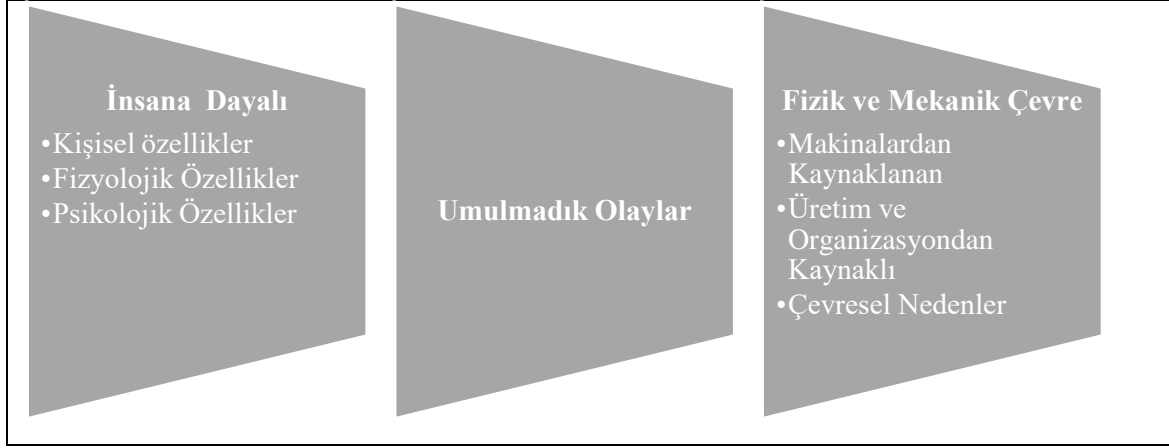 İnsana Dayalı
•Kişisel özellikler
•Fizyolojik Özellikler
•Psikolojik Özellikler
Umulmadık Olaylar
Fizik ve Mekanik Çevre
•Makinalardan
Kaynaklanan
•Üretim ve
Organizasyondan
Kaynaklı
•Çevresel Nedenler